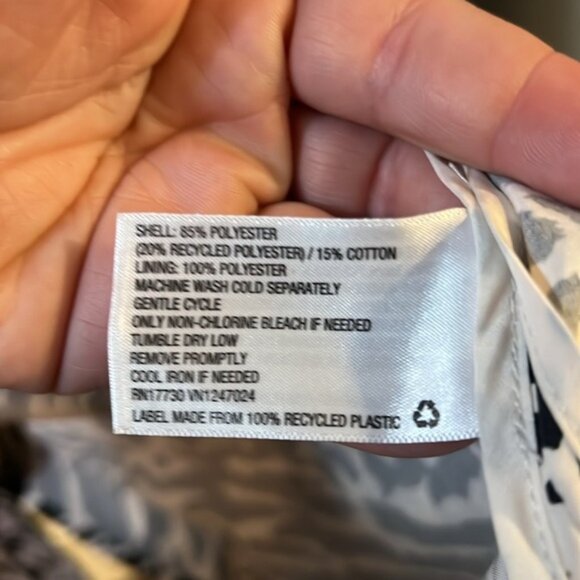 SHELL: 85% POLYESTER
(20% RECYCLED POLYESTER) / 15% COTTON
LINING: 100% POLYESTER
MACHINE WASH COLD SEPARATELY
GENTLE CYCLE
ONLY NON-CHLORINE BLEACH IF NEEDED
TUMBLE DRY LOW
REMOVE PROMPTLY
COOL IRON IF NEEDED
RN17730 VN1247024
LABEL MADE FROM 100% RECYCLED PLASTIC